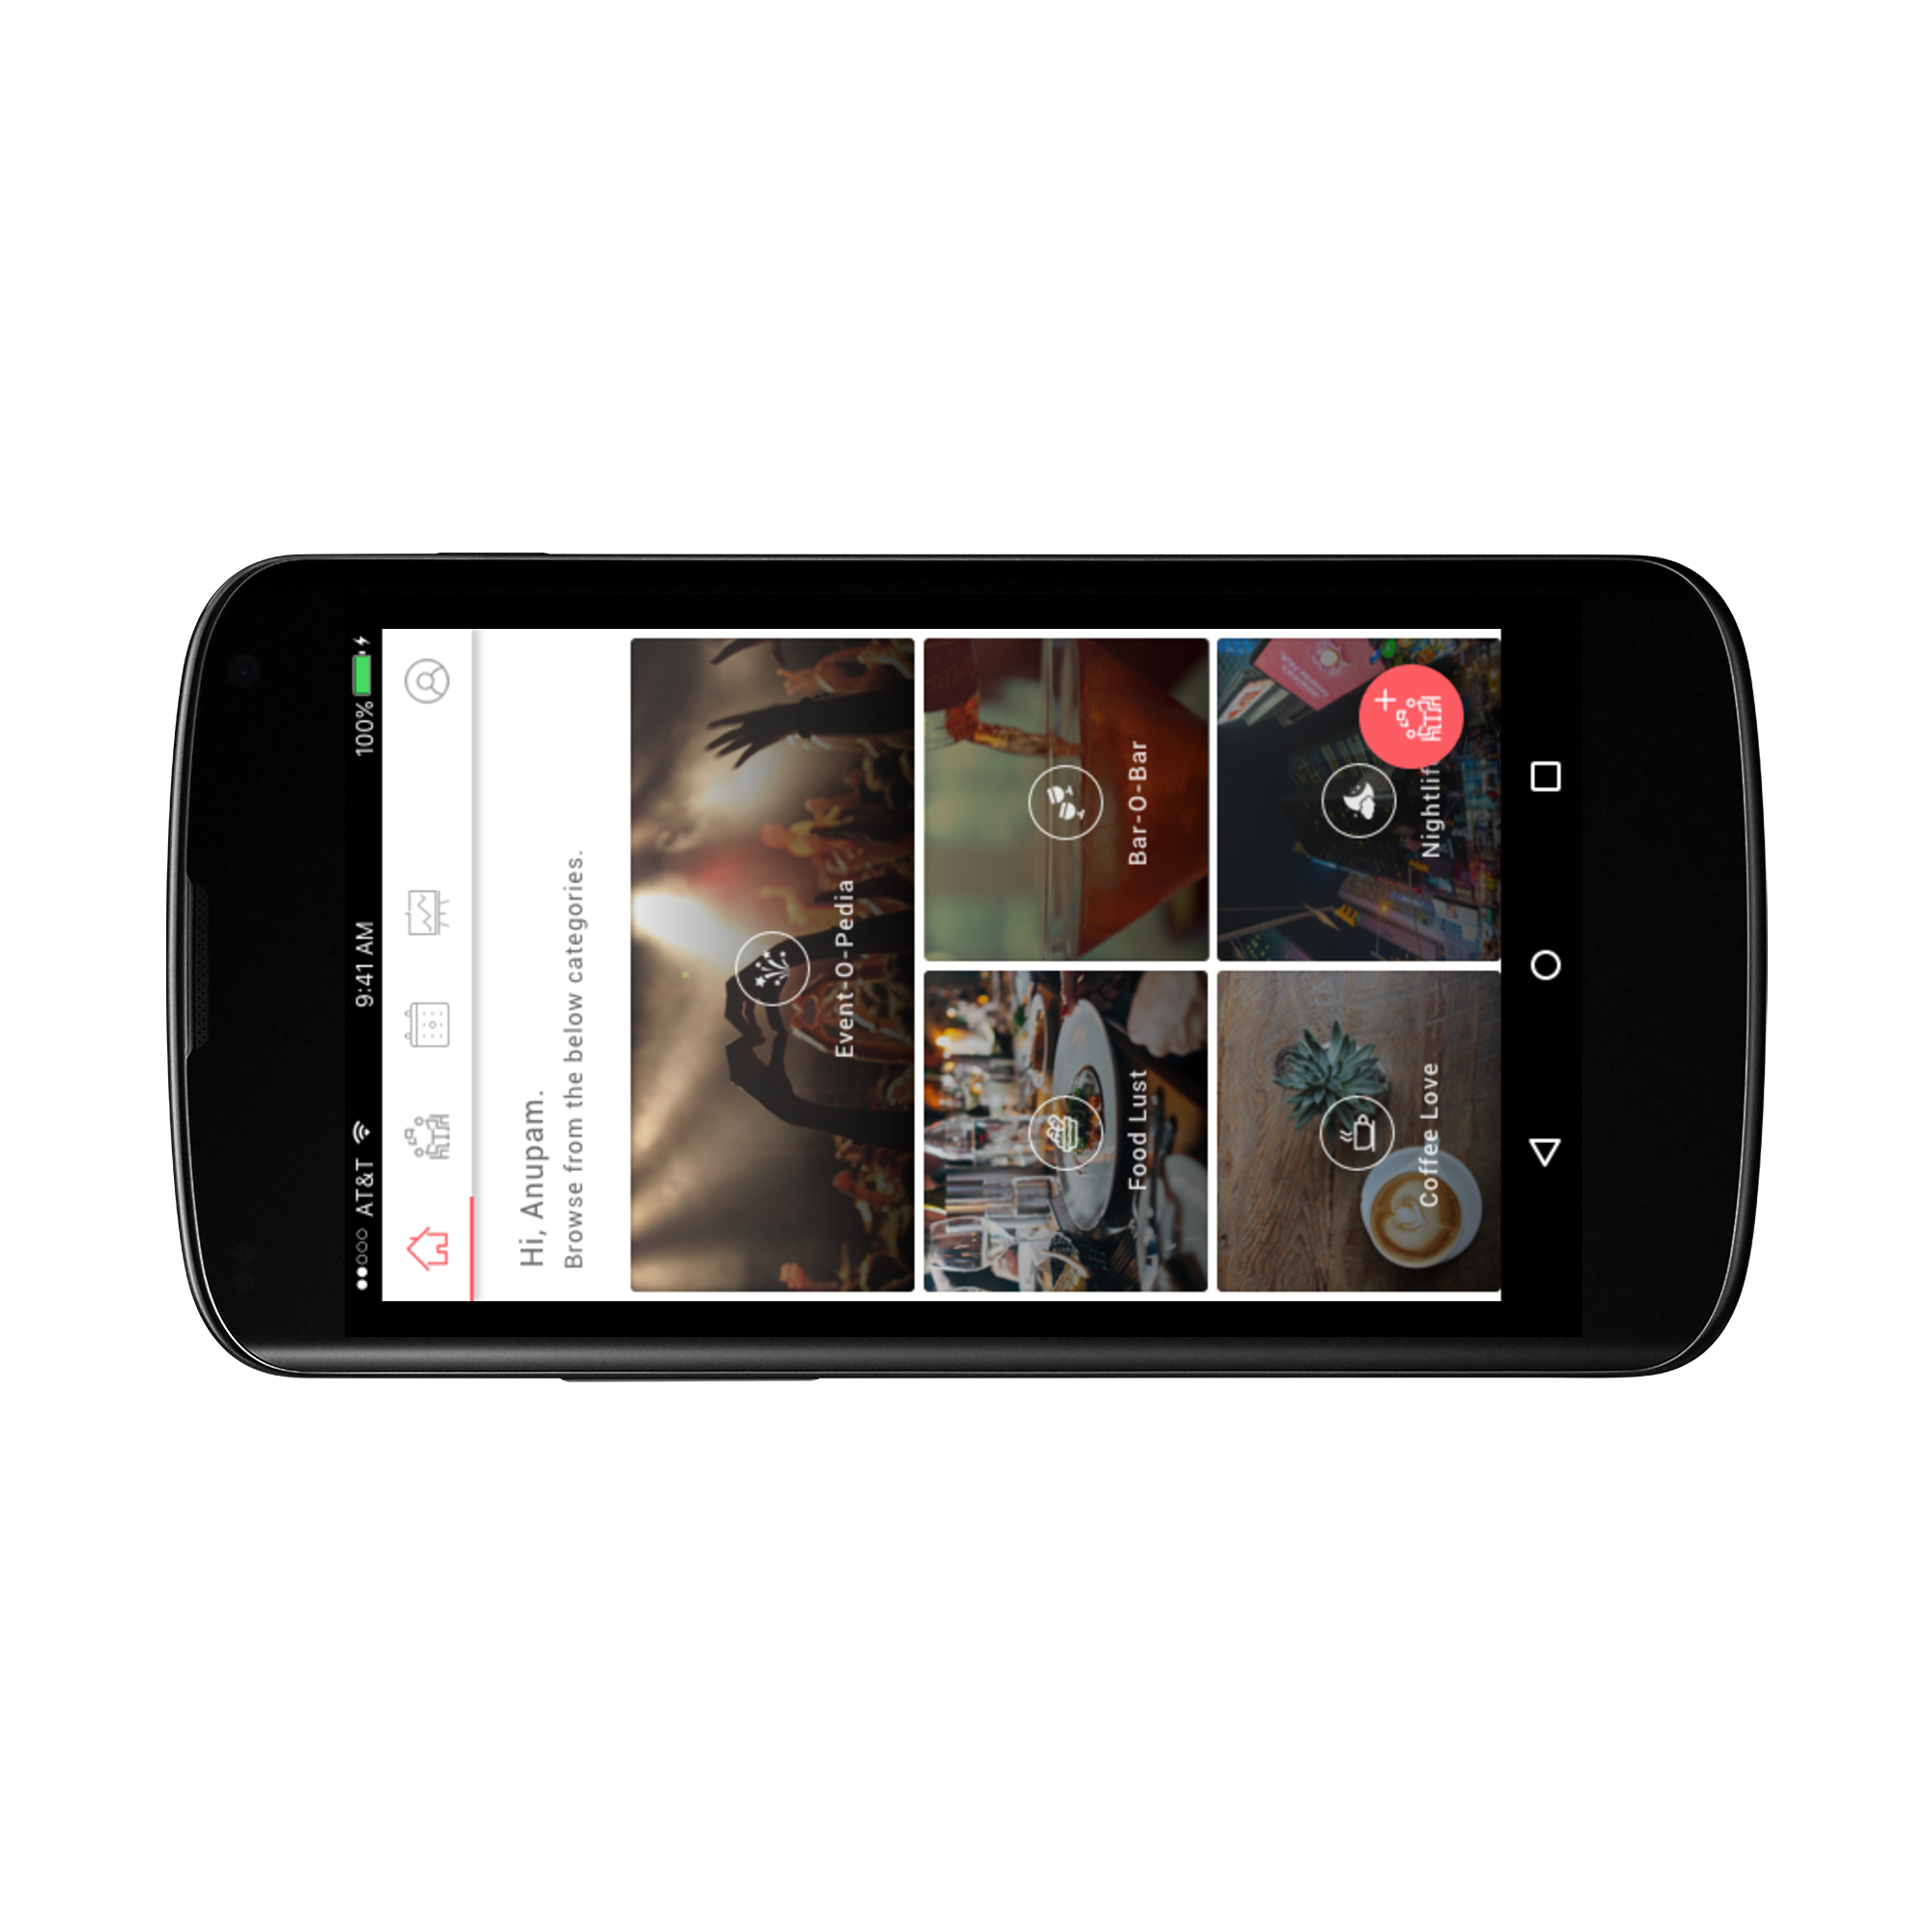 AT&T 9:41 AM 100%
Hi, Anupam.
Browse from the below categories.
Event-O-Pedia
Food Lust
Bar-O-Bar
Coffee Love
Nightlif